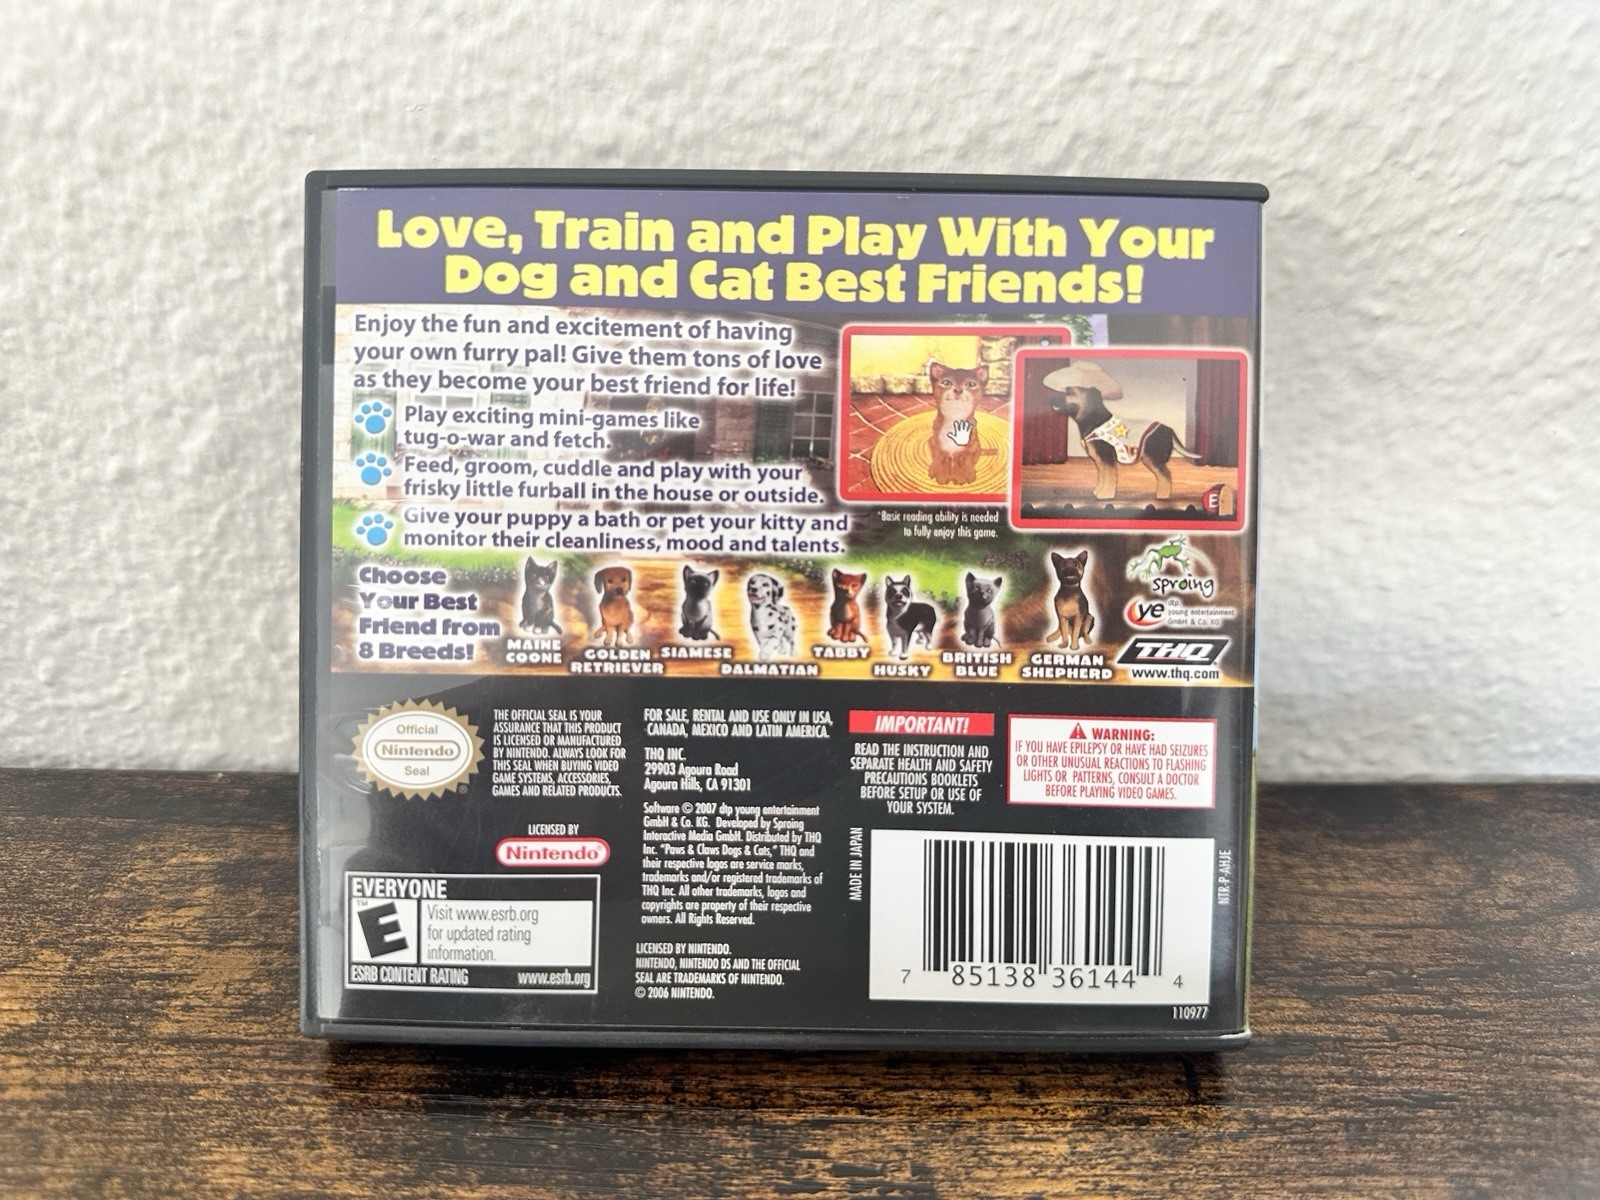 Love, Train and Play With Your
Dog and Cat Best Friends!
Enjoy the fun and excitement of having
your own furry pal! Give them tons of love
as they become your best friend for life!
Play exciting mini-games like
tug-o-war and fetch.
Feed, groom, cuddle and play with your
frisky little furball in the house or outside.
Give your puppy a bath or pet your kitty and
monitor their cleanliness, mood and talents.
*Basic reading ability is needed
to fully enjoy this game.
E
Choose
Your Best
Friend from
8 Breeds!
MAINE
COONE
GOLDEN
RETRIEVER
SIAMESE
DALMATIAN
TABBY
HUSKY
BRITISH
BLUE
GERMAN
SHEPHERD
sproing
ye dtp
young entertainment
GmbH & Co. KG
THQ
www.thq.com
Official
Nintendo
Seal
®
THE OFFICIAL SEAL IS YOUR
ASSURANCE THAT THIS PRODUCT
IS LICENSED OR MANUFACTURED
BY NINTENDO. ALWAYS LOOK FOR
THIS SEAL WHEN BUYING VIDEO
GAME SYSTEMS, ACCESSORIES,
GAMES AND RELATED PRODUCTS.
LICENSED BY
Nintendo®
EVERYONE
E
TM
Visit www.esrb.org
for updated rating
information.
ESRB CONTENT RATING www.esrb.org
FOR SALE, RENTAL AND USE ONLY IN USA,
CANADA, MEXICO AND LATIN AMERICA.
THQ INC.
29903 Agoura Road
Agoura Hills, CA 91301
Software © 2007 dtp young entertainment
GmbH & Co. KG. Developed by Sproing
Interactive Media GmbH. Distributed by THQ
Inc. "Paws & Claws Dogs & Cats," THQ and
their respective logos are service marks,
trademarks and/or registered trademarks of
THQ Inc. All other trademarks, logos and
copyrights are property of their respective
owners. All Rights Reserved.
LICENSED BY NINTENDO.
NINTENDO, NINTENDO DS AND THE OFFICIAL
SEAL ARE TRADEMARKS OF NINTENDO.
© 2006 NINTENDO.
IMPORTANT!
READ THE INSTRUCTION AND
SEPARATE HEALTH AND SAFETY
PRECAUTIONS BOOKLETS
BEFORE SETUP OR USE OF
YOUR SYSTEM.
WARNING:
IF YOU HAVE EPILEPSY OR HAVE HAD SEIZURES
OR OTHER UNUSUAL REACTIONS TO FLASHING
LIGHTS OR PATTERNS, CONSULT A DOCTOR
BEFORE PLAYING VIDEO GAMES.
MADE IN JAPAN
7 85138 36144 4
NTR-P-AHJE
110977